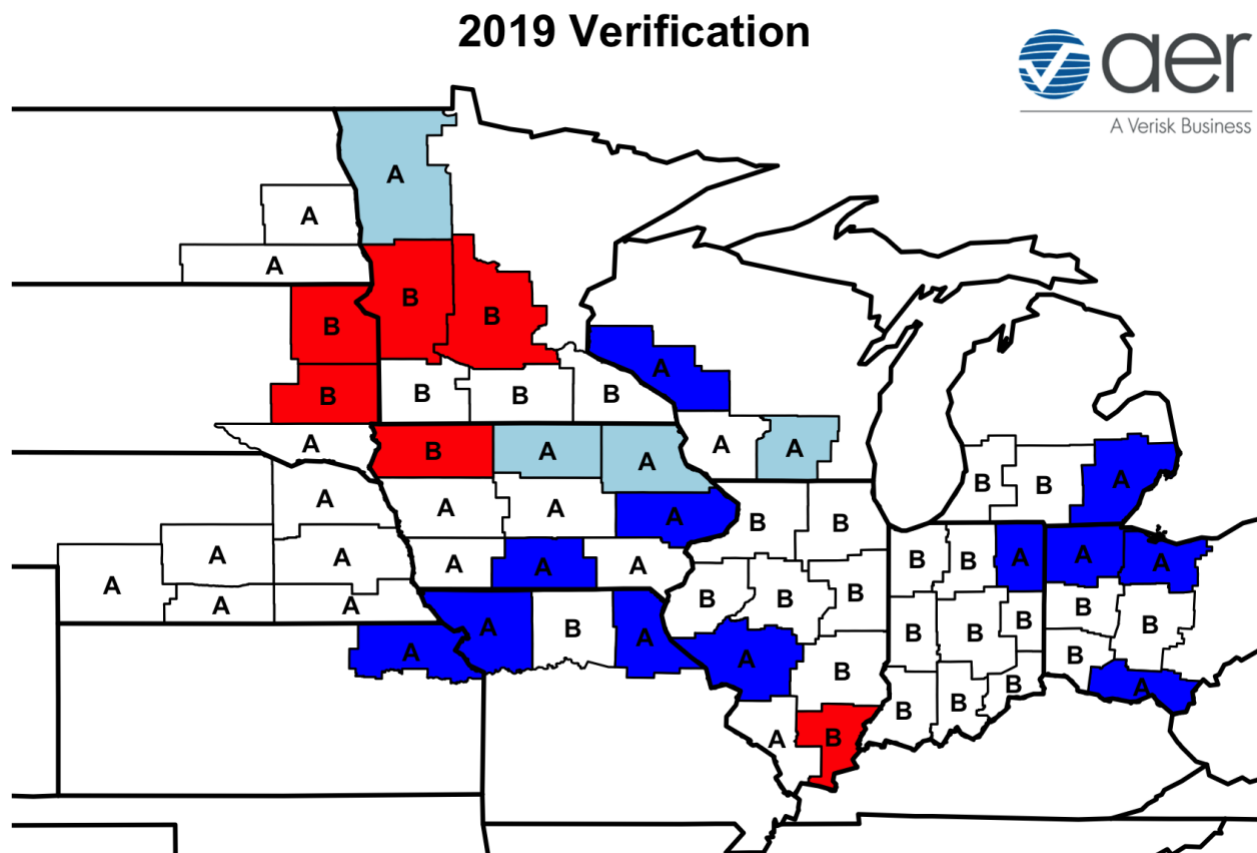 2019 Verification
aer
A Verisk Business
A
A
A
B
B
B
A
B B B B
A B A A A A
B B A
A A A A B B
A A A A A B B A A A
A B
A A B B B
A A B A B B B B
A B B
B B B A
A B